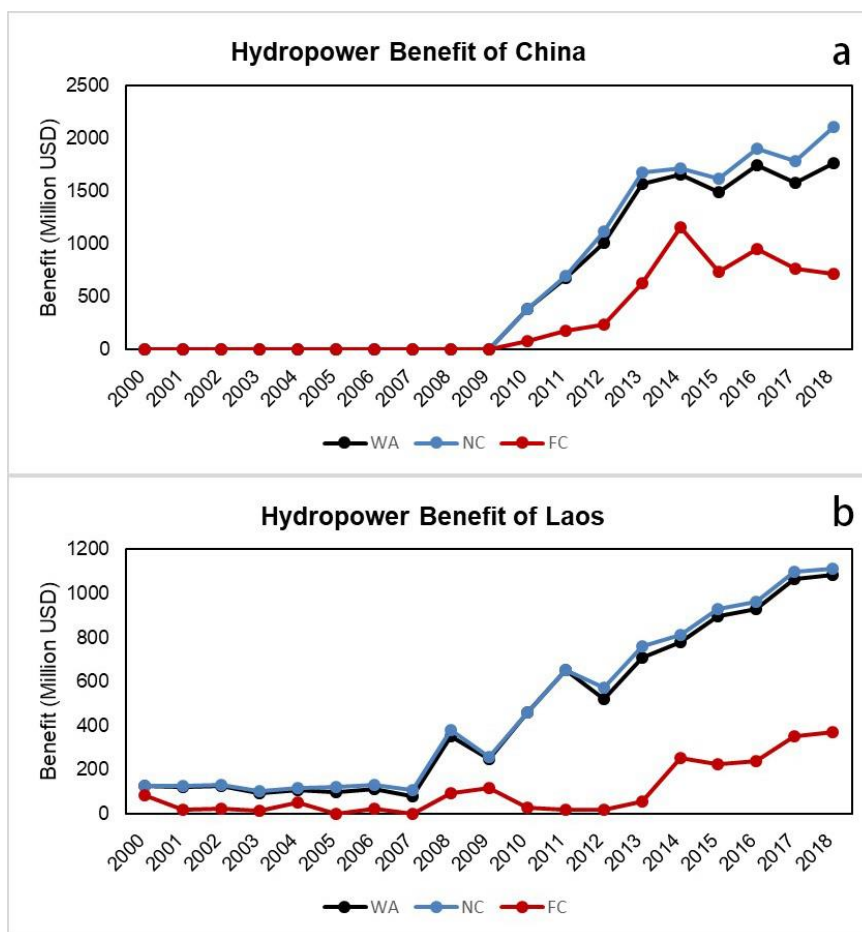 Hydropower Benefit of China
a
Benefit (Million USD)
2500
2000
1500
1000
500
0
2000 2001 2002 2003 2004 2005 2006 2007 2008 2009 2010 2011 2012 2013 2014 2015 2016 2017 2018
WA NC FC
Hydropower Benefit of Laos
b
Benefit (Million USD)
1200
1000
800
600
400
200
0
2000 2001 2002 2003 2004 2005 2006 2007 2008 2009 2010 2011 2012 2013 2014 2015 2016 2017 2018
WA NC FC